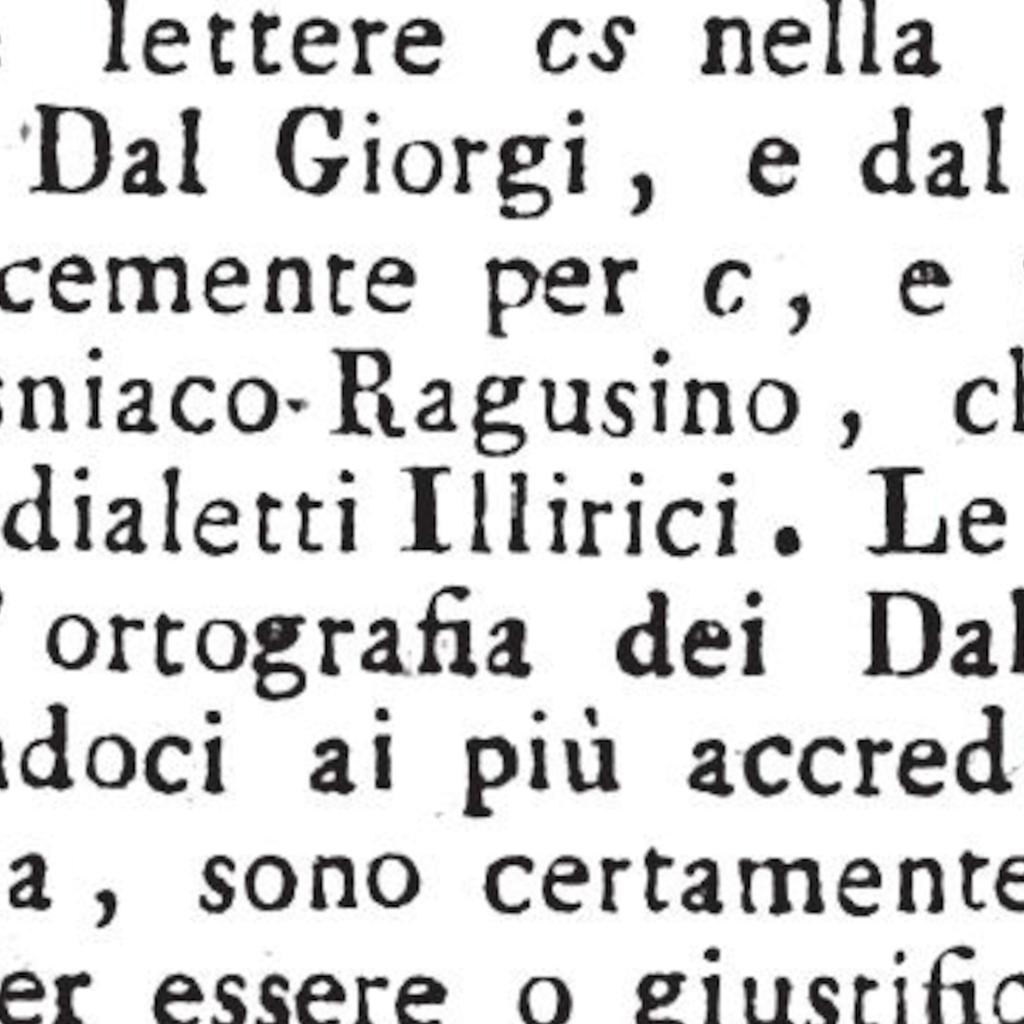 lettere cs nella
Dal Giorgi, e dal
cemente per c, e
sniaco-Ragusino, ch
dialetti Illirici. Le
ortografia dei Dal
ndoci ai più accred
a, sono certamente
er essere o giustific